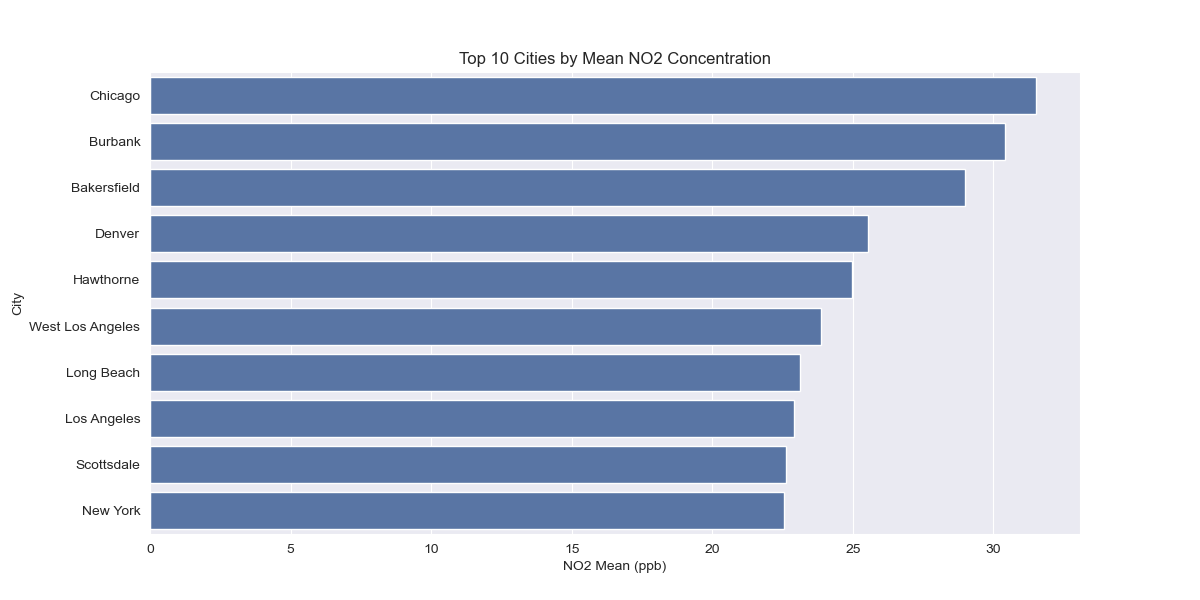 Top 10 Cities by Mean NO2 Concentration
Chicago
Burbank
Bakersfield
Denver
Hawthorne
West Los Angeles
Long Beach
Los Angeles
Scottsdale
New York
City
0 5 10 15 20 25 30
NO2 Mean (ppb)